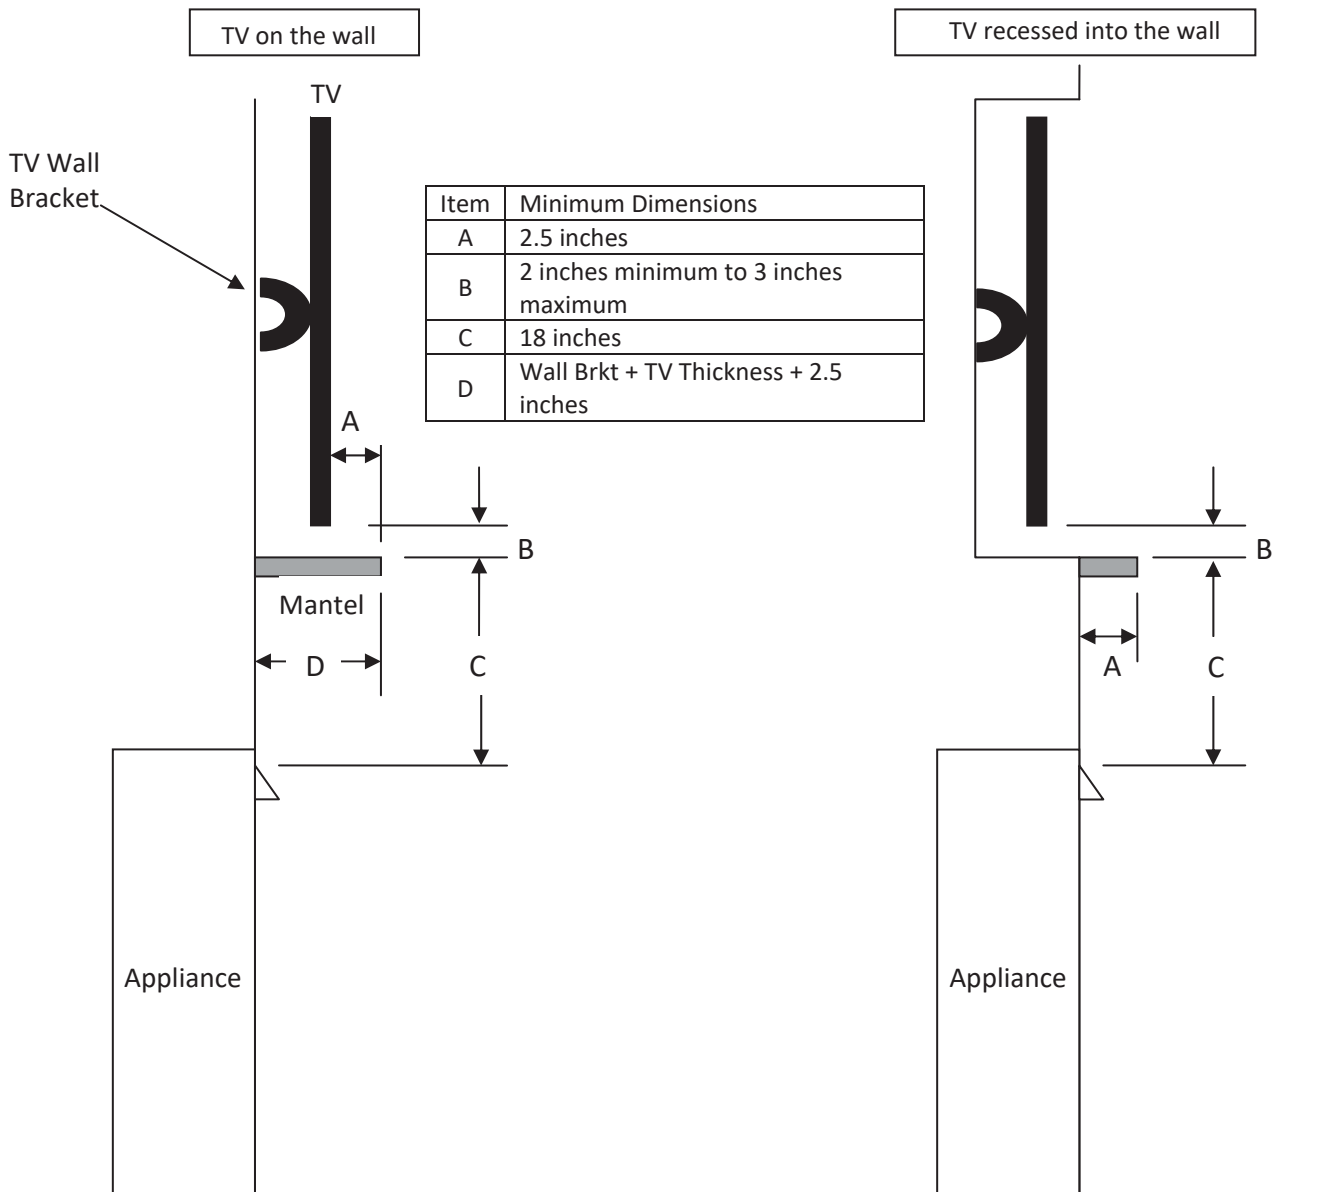 TV on the wall
TV recessed into the wall
TV
TV Wall
Bracket
Item Minimum Dimensions
A 2.5 inches
B 2 inches minimum to 3 inches
maximum
C 18 inches
D Wall Brkt + TV Thickness + 2.5
inches
A
B
B
Mantel
D
C
A
C
Appliance
Appliance